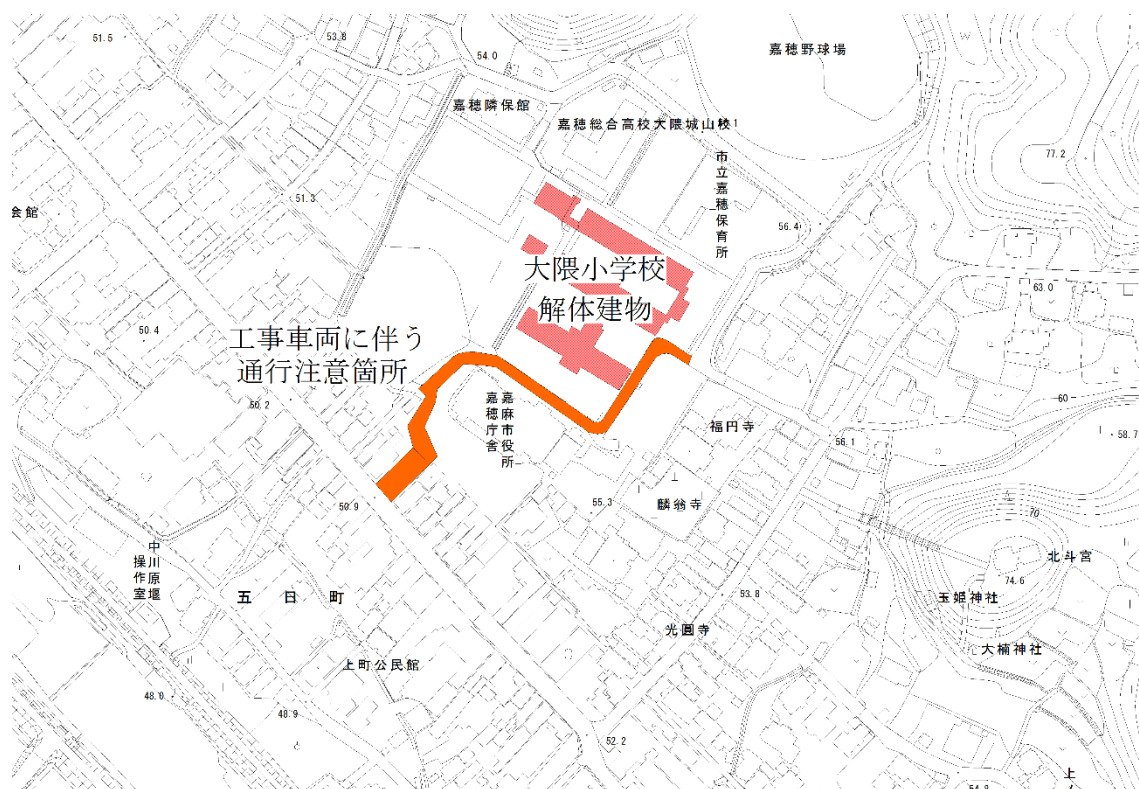 51.5
53.8
54.0
嘉穂野球場
嘉穂隣保館
嘉穂総合高校大隈城山校
77.2
市立嘉穂保育所
51.3
会館
56.4
大隈小学校
解体建物
63.0
50.4
工事車両に伴う
通行注意箇所
50.2
60
嘉麻市役所
嘉穂庁舎
福円寺
56.1
58.7
50.9
55.3
麟翁寺
70
中川原堰
操作室
北斗宮
74.6
五日町
53.8
玉姫神社
光圓寺
大楠神社
上町公民館
48.0
48.9
52.2
上
54.9